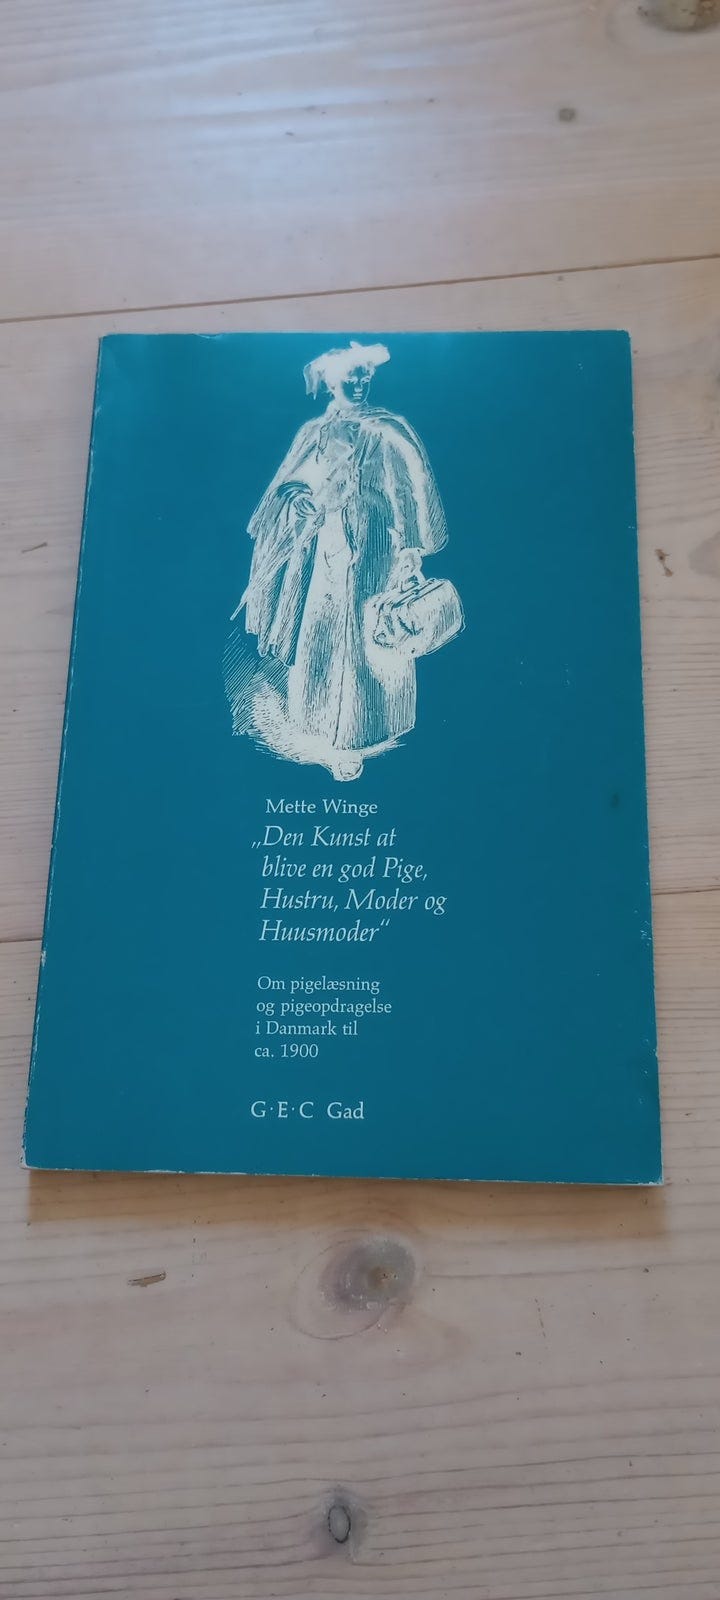 Mette Winge
„Den Kunst at
blive en god Pige,
Hustru, Moder og
Huusmoder“
Om pigelæsning
og pigeopdragelse
i Danmark til
ca. 1900
G·E·C Gad